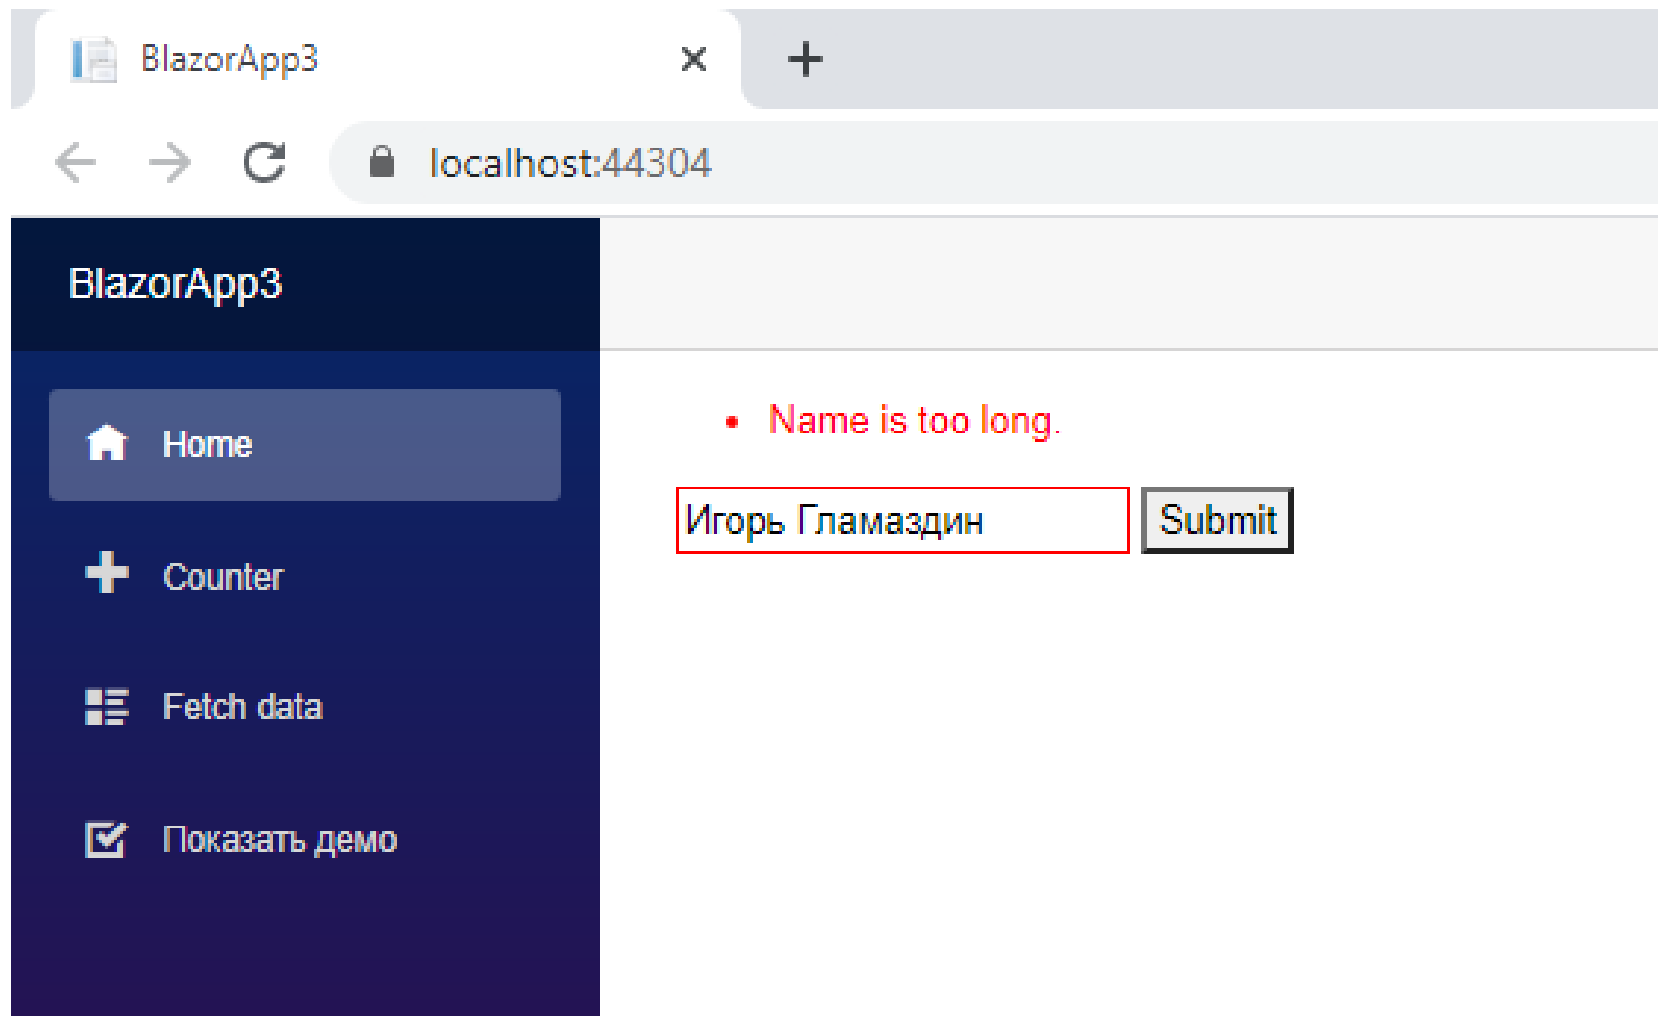 BlazorApp3
localhost:44304
BlazorApp3
Home
Counter
Fetch data
Показать демо
Name is too long.
Игорь Гламаздин
Submit